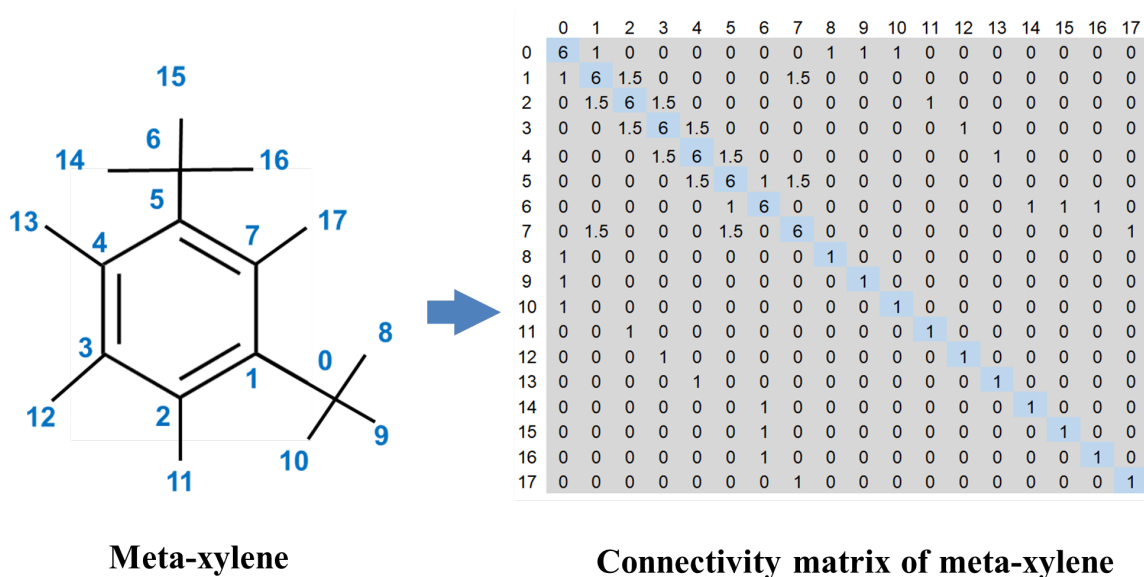 15
6
14
16
5
13
17
4
7
3
8
0
1
12
2
9
10
11
Meta-xylene
0 1 2 3 4 5 6 7 8 9 10 11 12 13 14 15 16 17
0 6 1 0 0 0 0 0 0 1 1 1 0 0 0 0 0 0 0
1 1 6 1.5 0 0 0 0 1.5 0 0 0 0 0 0 0 0 0 0
2 0 1.5 6 1.5 0 0 0 0 0 0 0 1 0 0 0 0 0 0
3 0 0 1.5 6 1.5 0 0 0 0 0 0 0 1 0 0 0 0 0
4 0 0 0 1.5 6 1.5 0 0 0 0 0 0 0 1 0 0 0 0
5 0 0 0 0 1.5 6 1 1.5 0 0 0 0 0 0 0 0 0 0
6 0 0 0 0 0 1 6 0 0 0 0 0 0 0 1 1 1 0
7 0 1.5 0 0 0 1.5 0 6 0 0 0 0 0 0 0 0 0 1
8 1 0 0 0 0 0 0 0 1 0 0 0 0 0 0 0 0 0
9 1 0 0 0 0 0 0 0 0 1 0 0 0 0 0 0 0 0
10 1 0 0 0 0 0 0 0 0 0 1 0 0 0 0 0 0 0
11 0 0 1 0 0 0 0 0 0 0 0 1 0 0 0 0 0 0
12 0 0 0 1 0 0 0 0 0 0 0 0 1 0 0 0 0 0
13 0 0 0 0 1 0 0 0 0 0 0 0 0 1 0 0 0 0
14 0 0 0 0 0 0 1 0 0 0 0 0 0 0 1 0 0 0
15 0 0 0 0 0 0 1 0 0 0 0 0 0 0 0 1 0 0
16 0 0 0 0 0 0 1 0 0 0 0 0 0 0 0 0 1 0
17 0 0 0 0 0 0 0 1 0 0 0 0 0 0 0 0 0 1
Connectivity matrix of meta-xylene